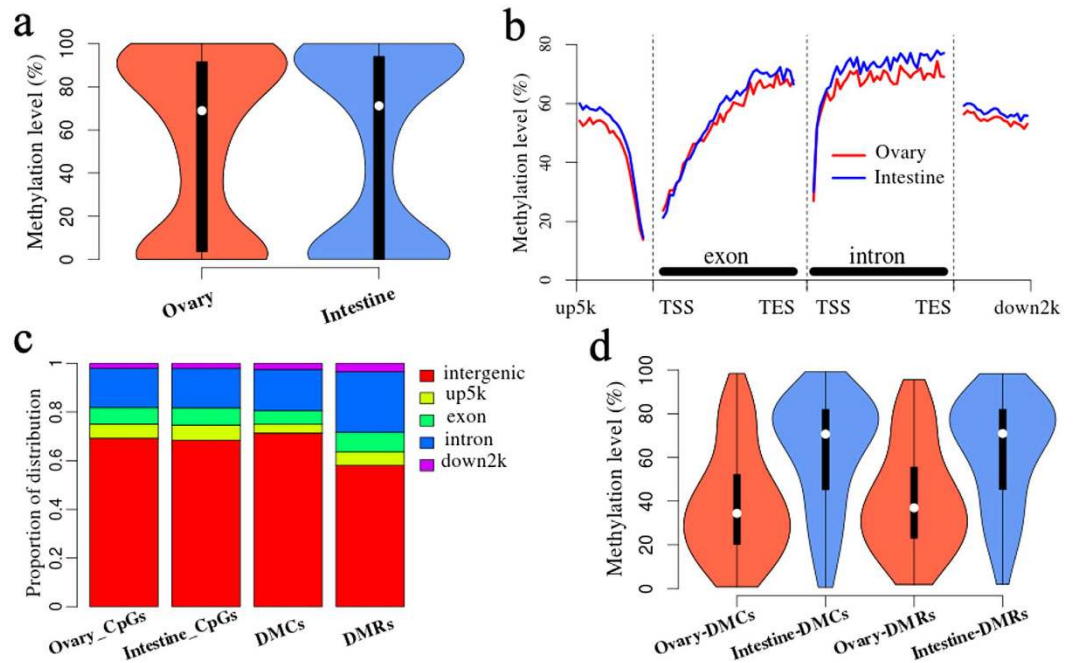 a
Methylation level (%)
100
80
60
40
20
0
Ovary
Intestine
b
Methylation level (%)
80
60
40
20
0
Ovary
Intestine
exon
intron
up5k
TSS
TES
TSS
TES
down2k
c
Proportion of distribution
1
0.8
0.6
0.4
0.2
0
intergenic
up5k
exon
intron
down2k
Ovary_CpGs
Intestine_CpGs
DMCs
DMRs
d
Methylation level (%)
100
80
60
40
20
0
Ovary-DMCs
Intestine-DMCs
Ovary-DMRs
Intestine-DMRs